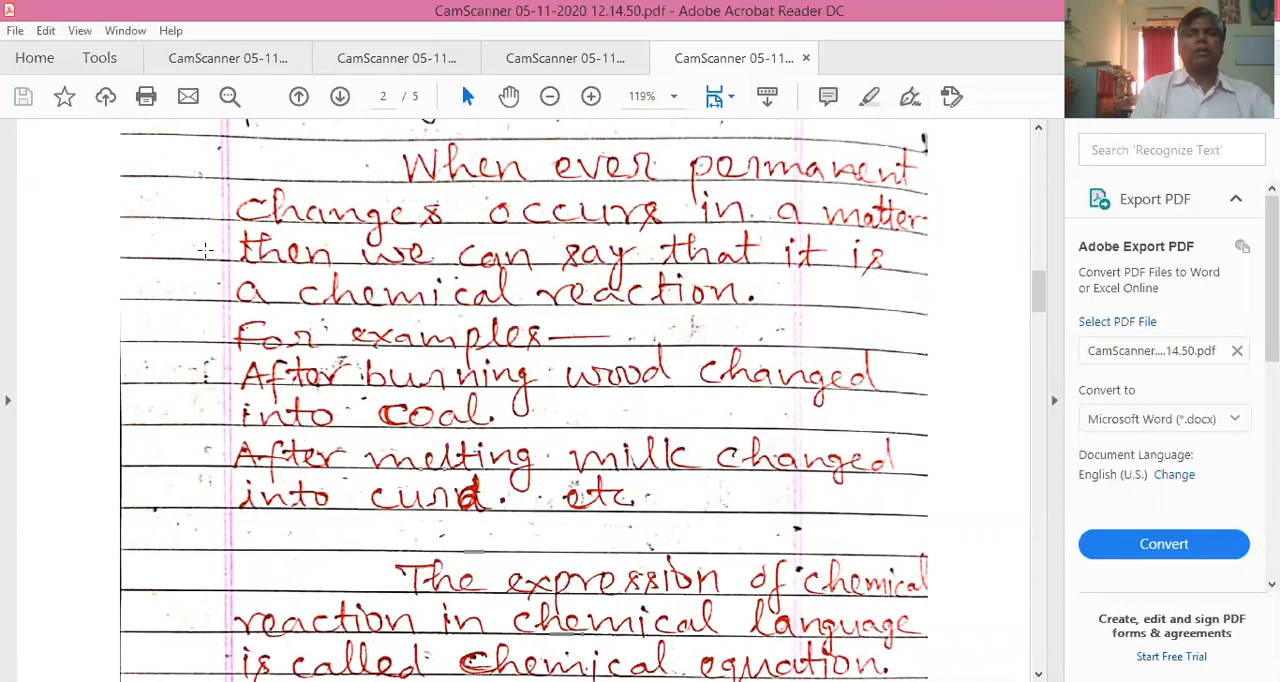 CamScanner 05-11-2020 12.14.50.pdf - Adobe Acrobat Reader DC
File Edit View Window Help
Home Tools CamScanner 05-11... CamScanner 05-11... CamScanner 05-11... CamScanner 05-11... ×
2 / 5 119%
When ever permanent
changes occurs in a matter
then we can say that it is
a chemical reaction.
For examples—
After burning wood changed
into coal.
After melting milk changed
into curd. etc
The expression of chemical
reaction in chemical language
is called chemical equation.
Search 'Recognize Text'
Export PDF
Adobe Export PDF
Convert PDF Files to Word
or Excel Online
Select PDF File
CamScanner....14.50.pdf
Convert to
Microsoft Word (*.docx)
Document Language:
English (U.S.) Change
Convert
Create, edit and sign PDF
forms & agreements
Start Free Trial